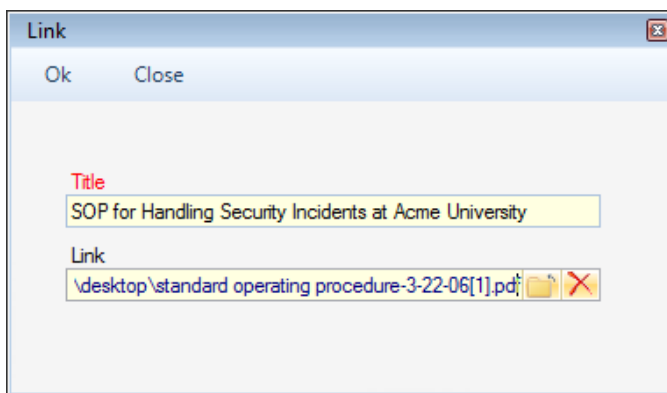 Link
Ok Close
Title
SOP for Handling Security Incidents at Acme University
Link
\desktop\standard operating procedure-3-22-06[1].pd